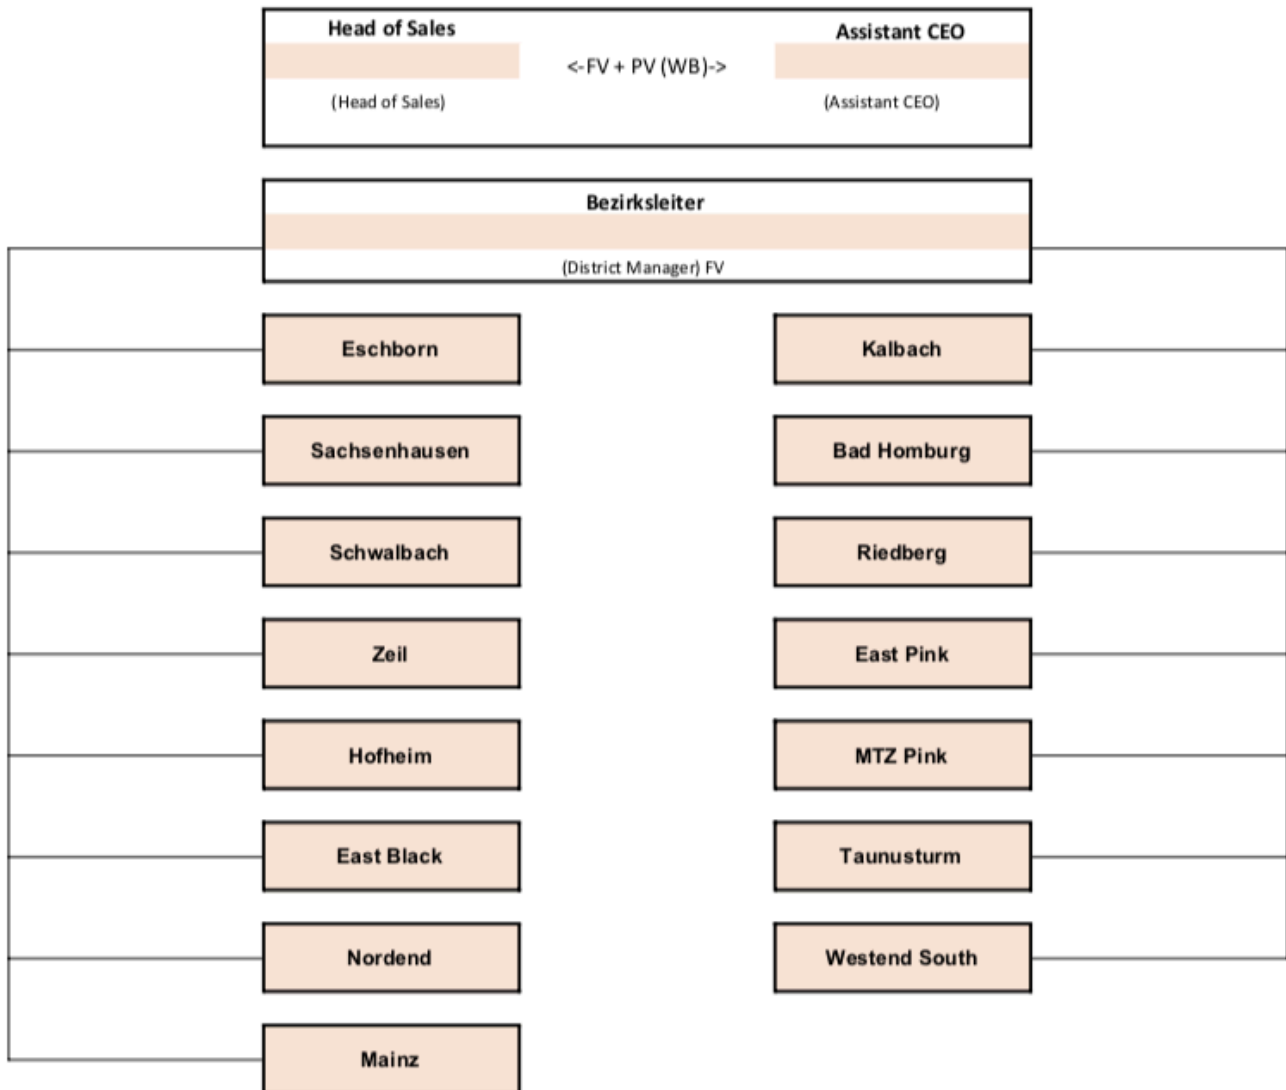 Head of Sales
Assistant CEO
<-FV + PV (WB)->
(Head of Sales)
(Assistant CEO)
Bezirksleiter
(District Manager) FV
Eschborn
Kalbach
Sachsenhausen
Bad Homburg
Schwalbach
Riedberg
Zeil
East Pink
Hofheim
MTZ Pink
East Black
Taunusturm
Nordend
Westend South
Mainz